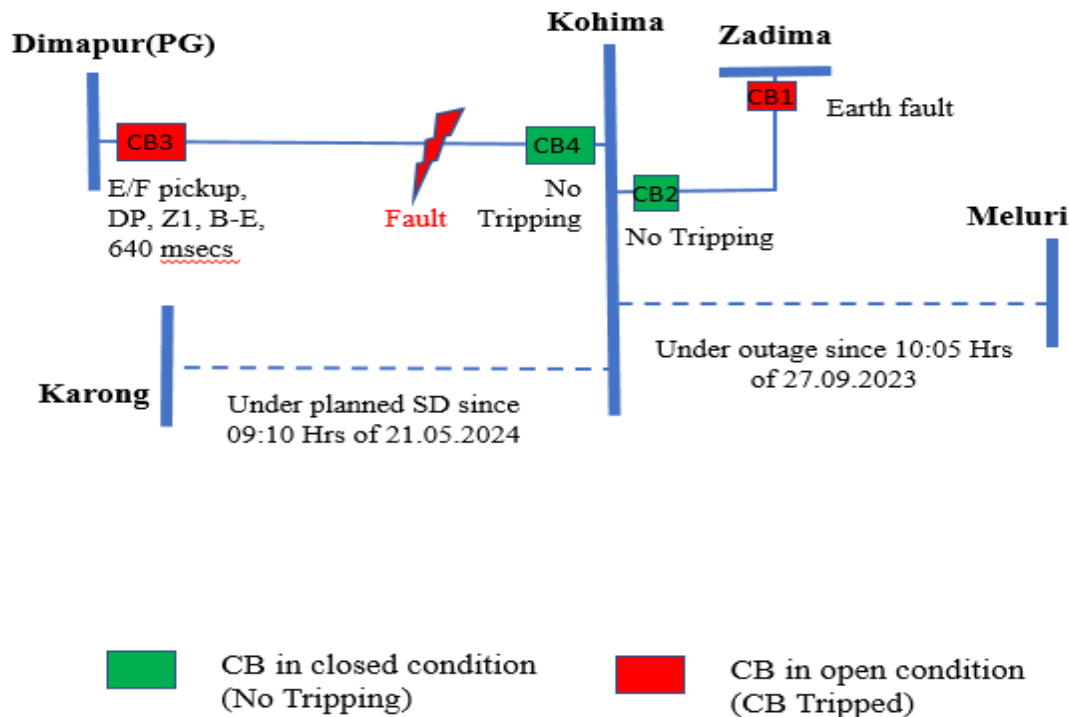 Dimapur(PG)
Kohima
Zadima
CB1
Earth fault
CB3
CB4
E/F pickup,
DP, Z1, B-E,
640 msecs
Fault
No
Tripping
CB2
No Tripping
Meluri
Under outage since 10:05 Hrs
of 27.09.2023
Karong
Under planned SD since
09:10 Hrs of 21.05.2024
CB in closed condition
(No Tripping)
CB in open condition
(CB Tripped)